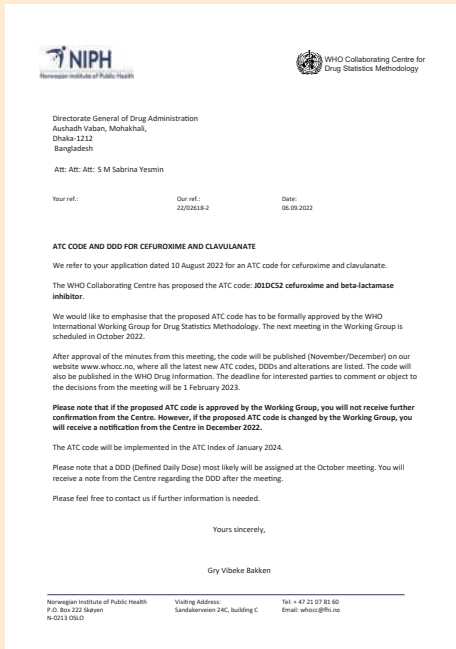 NIPH
Norwegian Institute of Public Health
WHO Collaborating Centre for
Drug Statistics Methodology
Directorate General of Drug Administration
Aushadh Vaban, Mohakhali,
Dhaka-1212
Bangladesh
Att: Att: Att: S M Sabrina Yesmin
Your ref.: Our ref.: Date:
22/02618-2 06.09.2022
ATC CODE AND DDD FOR CEFUROXIME AND CLAVULANATE
We refer to your application dated 10 August 2022 for an ATC code for cefuroxime and clavulanate.
The WHO Collaborating Centre has proposed the ATC code: J01DC52 cefuroxime and beta-lactamase
inhibitor.
We would like to emphasise that the proposed ATC code has to be formally approved by the WHO
International Working Group for Drug Statistics Methodology. The next meeting in the Working Group is
scheduled in October 2022.
After approval of the minutes from this meeting, the code will be published (November/December) on our
website www.whocc.no, where all the latest new ATC codes, DDDs and alterations are listed. The code will
also be published in the WHO Drug Information. The deadline for interested parties to comment or object to
the decisions from the meeting will be 1 February 2023.
Please note that if the proposed ATC code is approved by the Working Group, you will not receive further
confirmation from the Centre. However, if the proposed ATC code is changed by the Working Group, you
will receive a notification from the Centre in December 2022.
The ATC code will be implemented in the ATC Index of January 2024.
Please note that a DDD (Defined Daily Dose) most likely will be assigned at the October meeting. You will
receive a note from the Centre regarding the DDD after the meeting.
Please feel free to contact us if further information is needed.
Yours sincerely,
Gry Vibeke Bakken
Norwegian Institute of Public Health Visiting Address: Tel: + 47 21 07 81 60
P.O. Box 222 Skøyen Sandakerveien 24C, building C Email: whocc@fhi.no
N-0213 OSLO